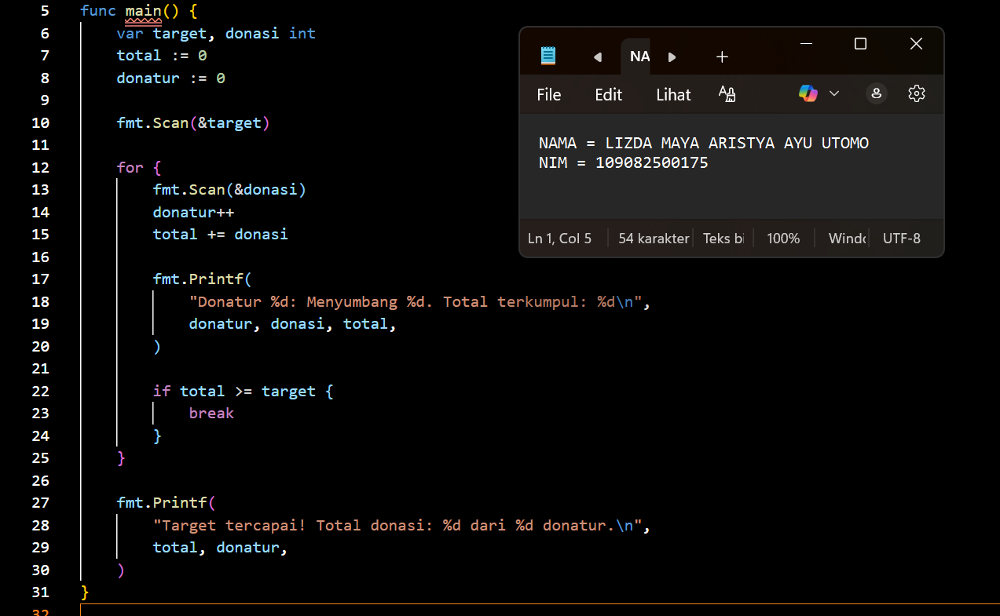 5 func main() {
6 var target, donasi int
7 total := 0
8 donatur := 0
9
10 fmt.Scan(&target)
11
12 for {
13 fmt.Scan(&donasi)
14 donatur++
15 total += donasi
16
17 fmt.Printf(
18 "Donatur %d: Menyumbang %d. Total terkumpul: %d\n",
19 donatur, donasi, total,
20 )
21
22 if total >= target {
23 break
24 }
25 }
26
27 fmt.Printf(
28 "Target tercapai! Total donasi: %d dari %d donatur.\n",
29 total, donatur,
30 )
31 }
32
NA
File Edit Lihat
NAMA = LIZDA MAYA ARISTYA AYU UTOMO
NIM = 109082500175
Ln 1, Col 5 54 karakter Teks bi 100% Windo UTF-8